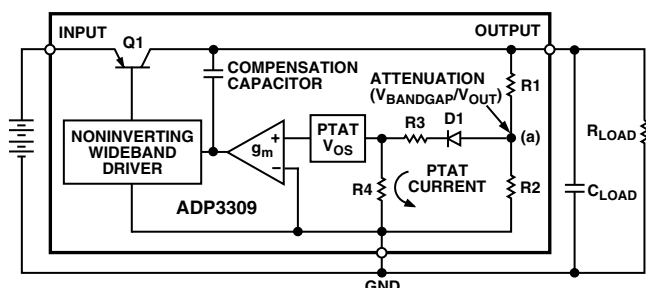 INPUT
Q1
OUTPUT
COMPENSATION
CAPACITOR
ATTENUATION
(VBANDGAP/VOUT)
R1
D1
R3
(a)
NONINVERTING
WIDEBAND
DRIVER
gm
+
−
PTAT
VOS
R4
PTAT
CURRENT
R2
RLOAD
CLOAD
ADP3309
GND